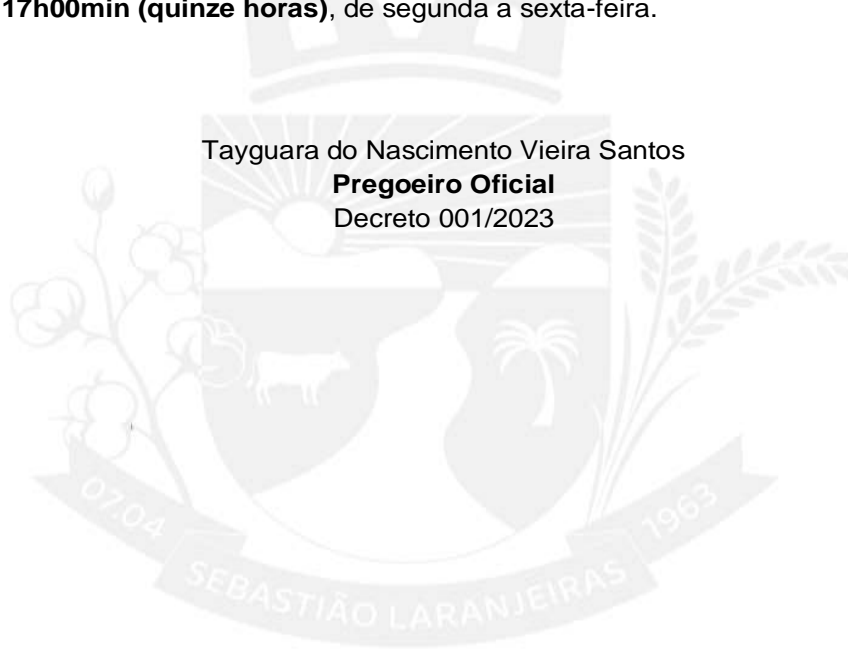 17h00min (quinze horas), de segunda a sexta-feira.
Tayguara do Nascimento Vieira Santos
Pregoeiro Oficial
Decreto 001/2023
07.04
1963
SEBASTIÃO LARANJEIRAS